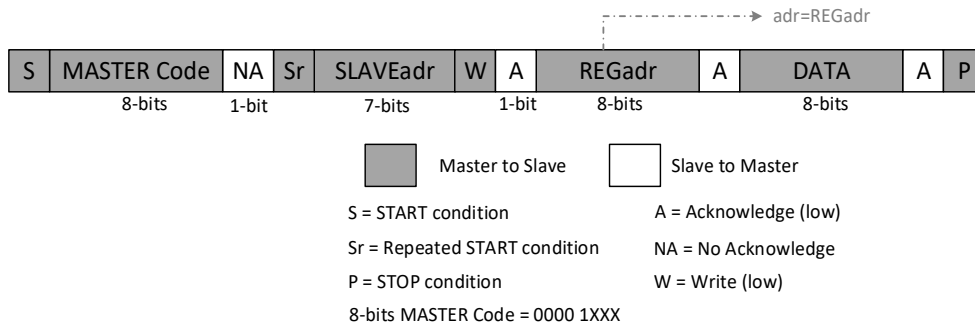 adr=REGadr
S MASTER Code NA Sr SLAVEadr W A REGadr A DATA A P
8-bits 1-bit 7-bits 1-bit 8-bits 8-bits
Master to Slave Slave to Master
S = START condition A = Acknowledge (low)
Sr = Repeated START condition NA = No Acknowledge
P = STOP condition W = Write (low)
8-bits MASTER Code = 0000 1XXX